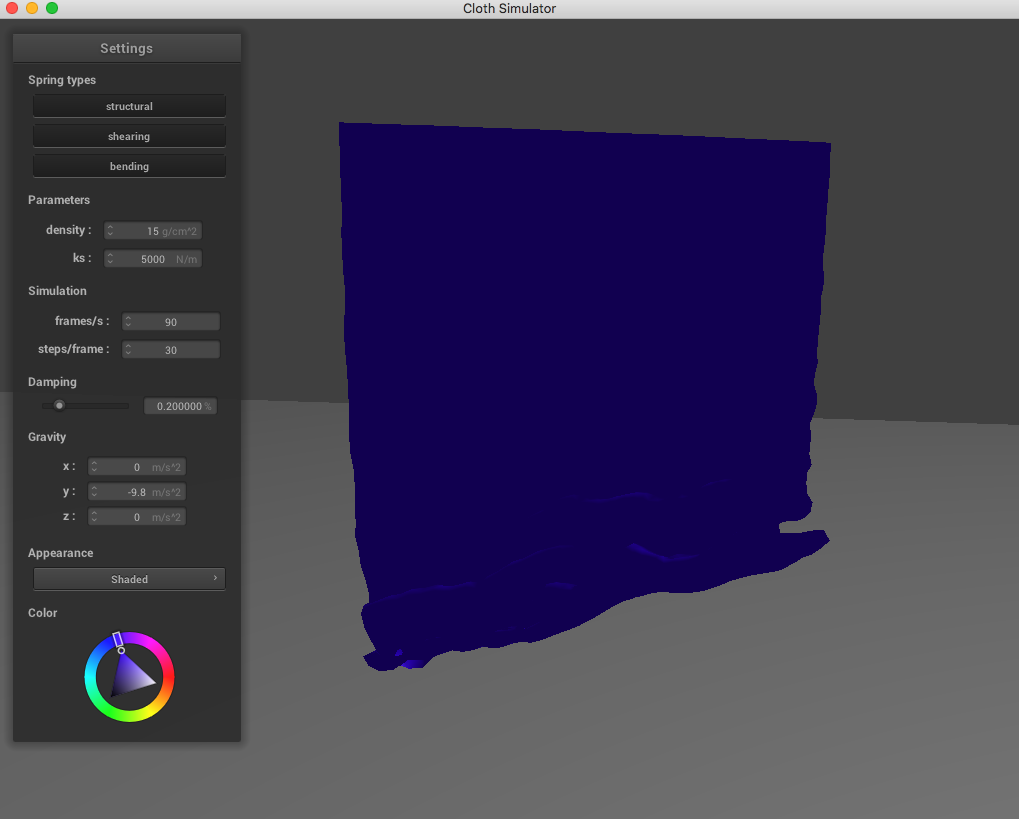 Cloth Simulator
Settings
Spring types
structural
shearing
bending
Parameters
density : 15 g/cm^2
ks : 5000 N/m
Simulation
frames/s : 90
steps/frame : 30
Damping
0.200000 %
Gravity
x : 0 m/s^2
y : -9.8 m/s^2
z : 0 m/s^2
Appearance
Shaded
Color